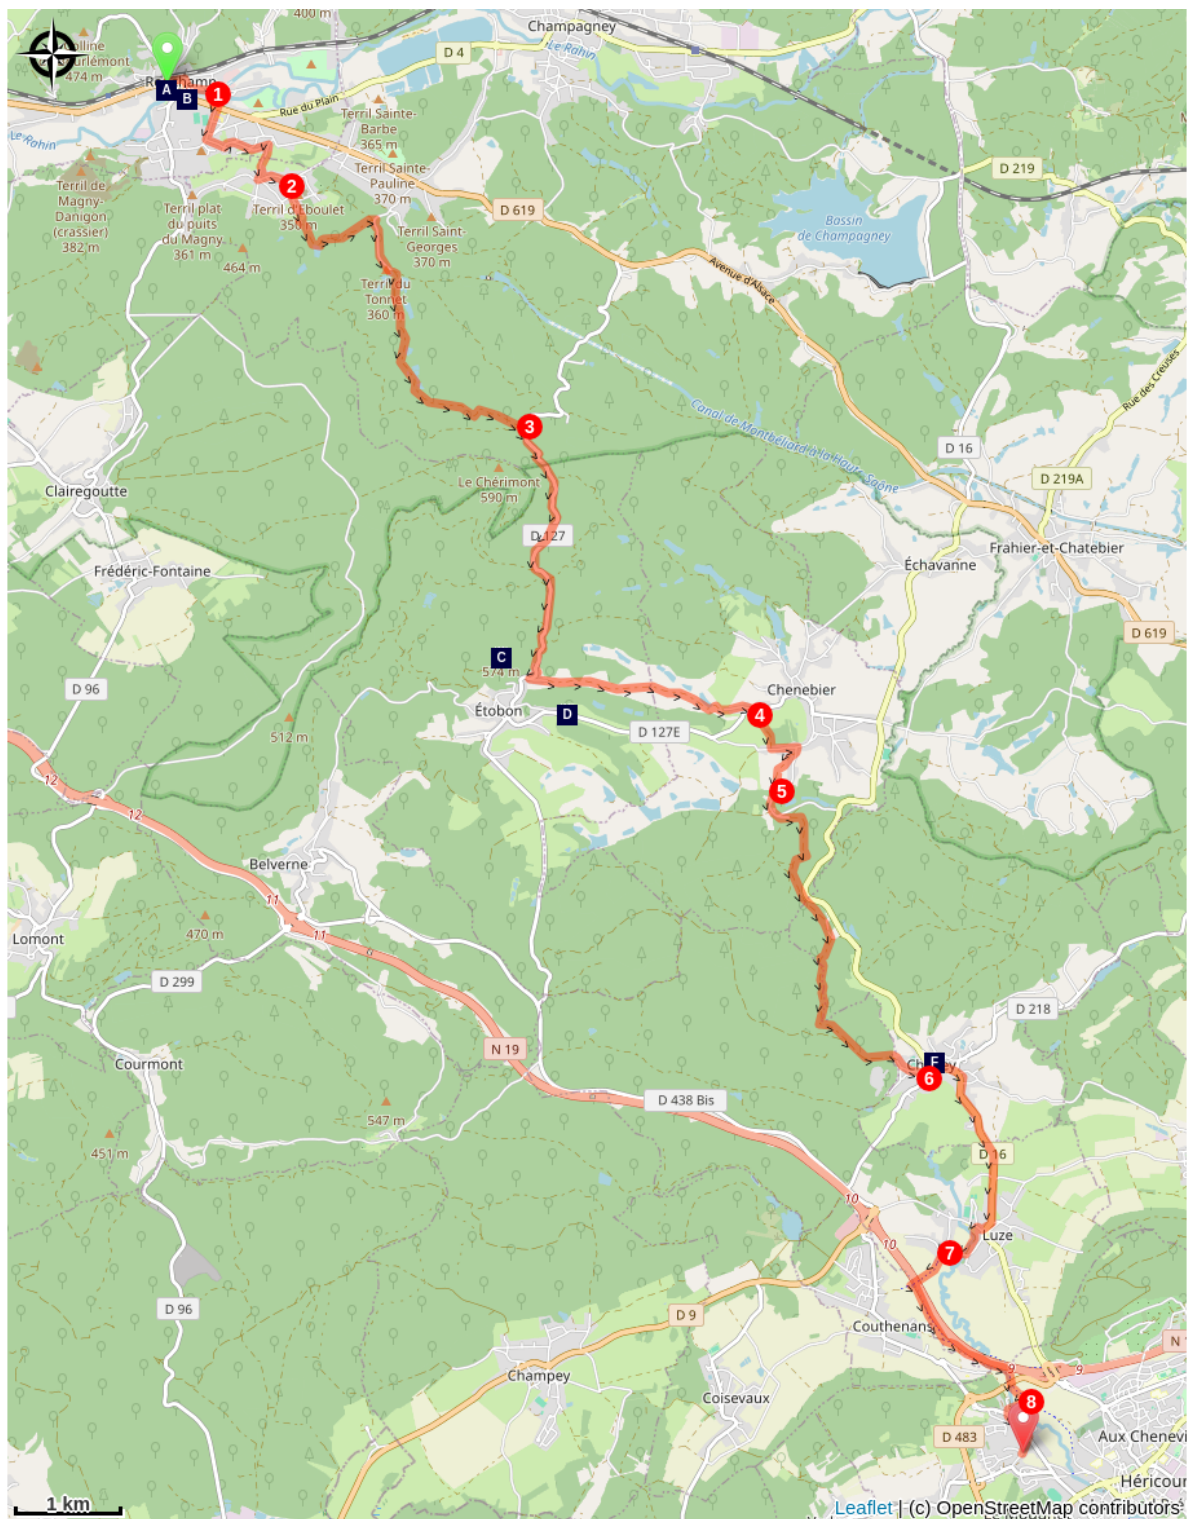 400 m
Champagney
Le Rahin
D 4
474 m
A
B
1
Rue du Plain
Le Rahin
Terril Sainte-
Barbe
365 m
Terril Sainte-
Pauline
370 m
D 219
Terril de
Magny-
Danigon
(crassier)
382 m
2
Terril plat
du puits
du Magny
361 m
Terril d'Eboulet
350 m
D 619
Terril Saint-
Georges
370 m
Bassin
de Champagney
464 m
Avenue d'Alsace
Terril du
Tonnet
360 m
Rue des Creuses
Canal de Montbéliard à la Haute-Saône
3
D 16
Le Chérimont
590 m
D 219A
Clairegoutte
D 127
Frahier-et-Chatebier
Échavanne
Frédéric-Fontaine
D 619
C
574 m
D 96
Chenebier
Étobon
D
4
D 127E
512 m
12
5
12
Belverne
11
11
470 m
Lomont
D 299
D 218
N 19
Courmont
6
D 438 Bis
547 m
451 m
D 16
10
10
Luze
7
D 96
D 9
Couthenans
N
9
9
Champey
Coisevaux
8
D 483
Aux Chenevi
Héricour
1 km
Leaflet | (c) OpenStreetMap contributors